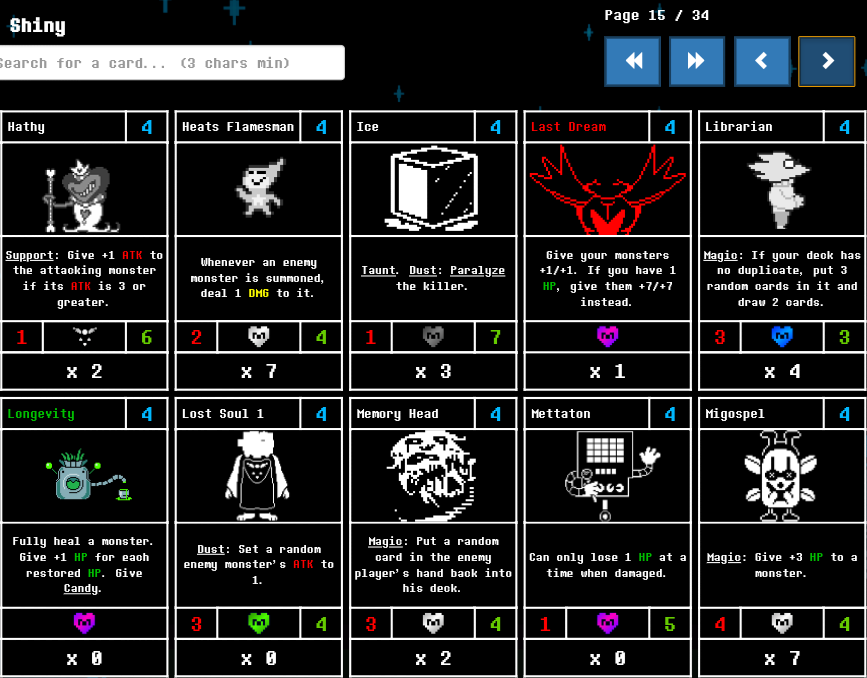 Shiny
Page 15 / 34
Search for a card... (3 chars min)
Hathy 4
Support: Give +1 ATK to
the attacking monster
if its ATK is 3 or
greater.
1 6
x 2
Heats Flamesman 4
Whenever an enemy
monster is summoned,
deal 1 DMG to it.
2 4
x 7
Ice 4
Taunt. Dust: Paralyze
the killer.
1 7
x 3
Last Dream 4
Give your monsters
+1/+1. If you have 1
HP, give them +7/+7
instead.
x 1
Librarian 4
Magic: If your deck has
no duplicate, put 3
random cards in it and
draw 2 cards.
3 3
x 4
Longevity 4
Fully heal a monster.
Give +1 HP for each
restored HP. Give
Candy.
x 0
Lost Soul 1 4
Dust: Set a random
enemy monster's ATK to
1.
3 4
x 0
Memory Head 4
Magic: Put a random
card in the enemy
player's hand back into
his deck.
3 4
x 2
Mettaton 4
Can only lose 1 HP at a
time when damaged.
1 5
x 0
Migospel 4
Magic: Give +3 HP to a
monster.
4 4
x 7